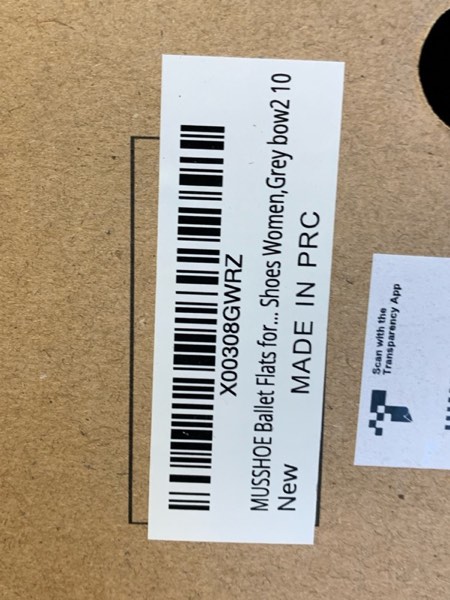 X00308GWRZ
MUSSHOE Ballet Flats for... Shoes Women,Grey bow2 10
New MADE IN PRC
Scan with the
Transparency App